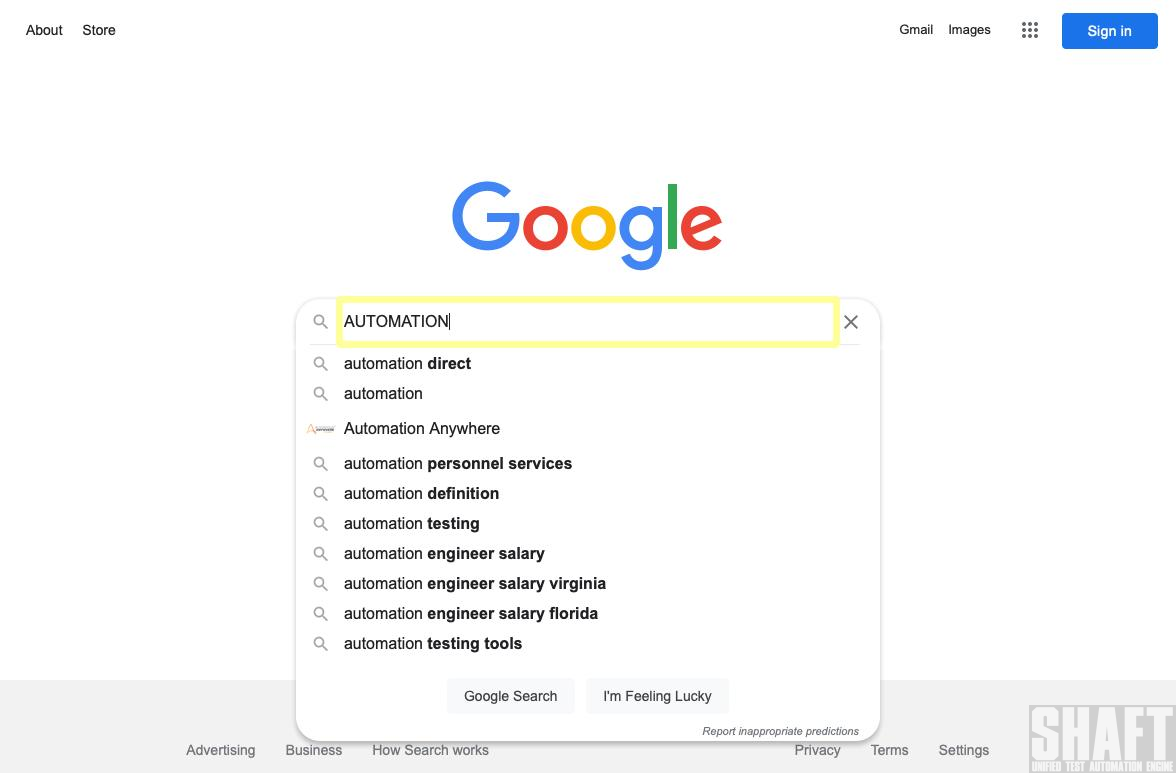 About Store Gmail Images Sign in
Google
AUTOMATION
automation direct
automation
Automation Anywhere
automation personnel services
automation definition
automation testing
automation engineer salary
automation engineer salary virginia
automation engineer salary florida
automation testing tools
Google Search I'm Feeling Lucky
Report inappropriate predictions
Advertising Business How Search works Privacy Terms Settings
SHAFT
UNIFIED TEST AUTOMATION ENGINE